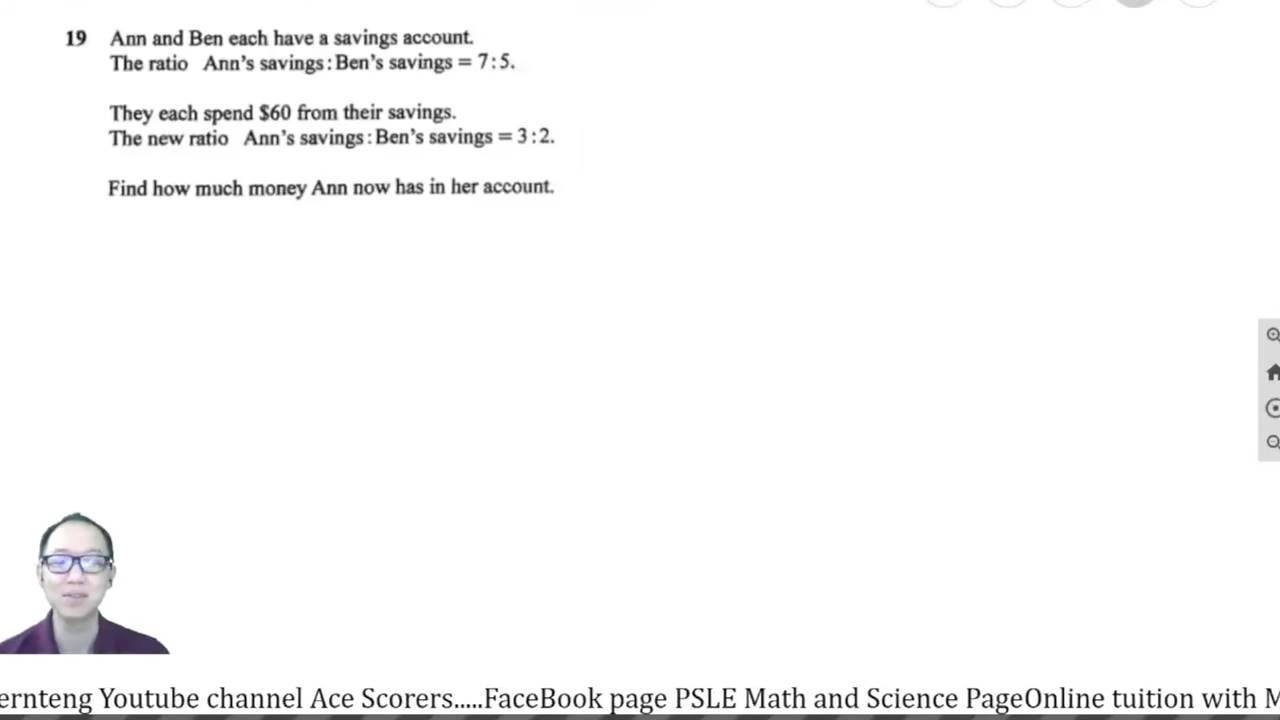 19 Ann and Ben each have a savings account.
The ratio Ann's savings : Ben's savings = 7 : 5.
They each spend $60 from their savings.
The new ratio Ann's savings : Ben's savings = 3 : 2.
Find how much money Ann now has in her account.
ernteng Youtube channel Ace Scorers.....FaceBook page PSLE Math and Science PageOnline tuition with M